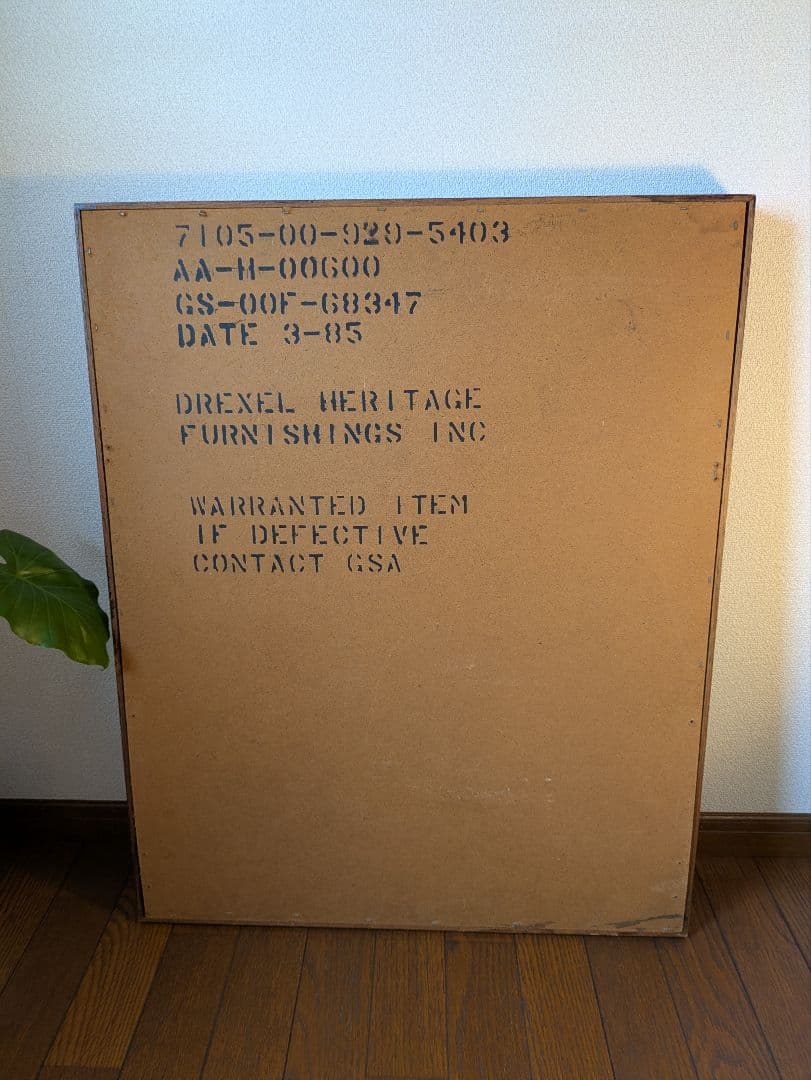 7105-00-929-5403
AA-H-00600
GS-00F-68347
DATE 3-85
DREXEL HERITAGE
FURNISHINGS INC
WARRANTED ITEM
IF DEFECTIVE
CONTACT GSA